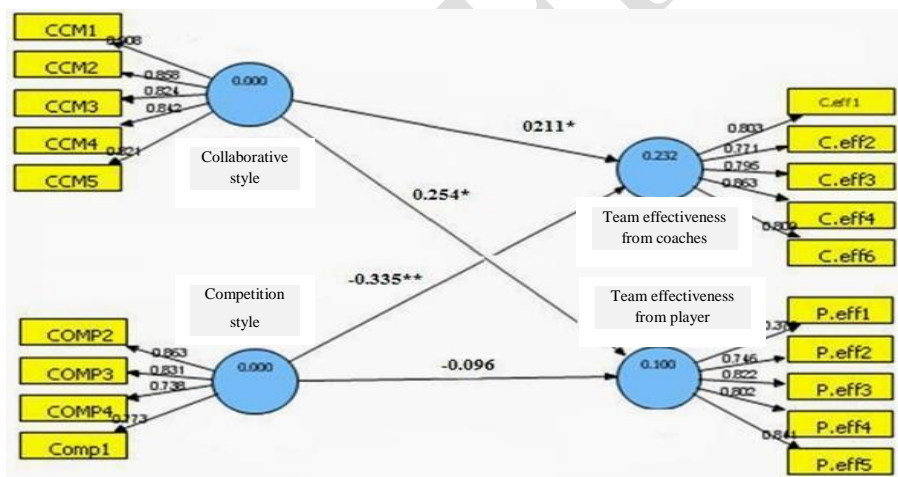 CCM1
CCM2
CCM3
CCM4
CCM5
0.858
0.824
0.842
0.821
0.000
Collaborative
style
0211*
0.254*
-0.335**
-0.096
Competition
style
0.000
COMP2
COMP3
COMP4
Comp1
0.863
0.831
0.738
0.773
0.232
Team effectiveness
from coaches
0.803
0.771
0.795
0.863
C.eff1
C.eff2
C.eff3
C.eff4
C.eff6
Team effectiveness
from player
0.100
0.746
0.822
0.802
0.841
P.eff1
P.eff2
P.eff3
P.eff4
P.eff5